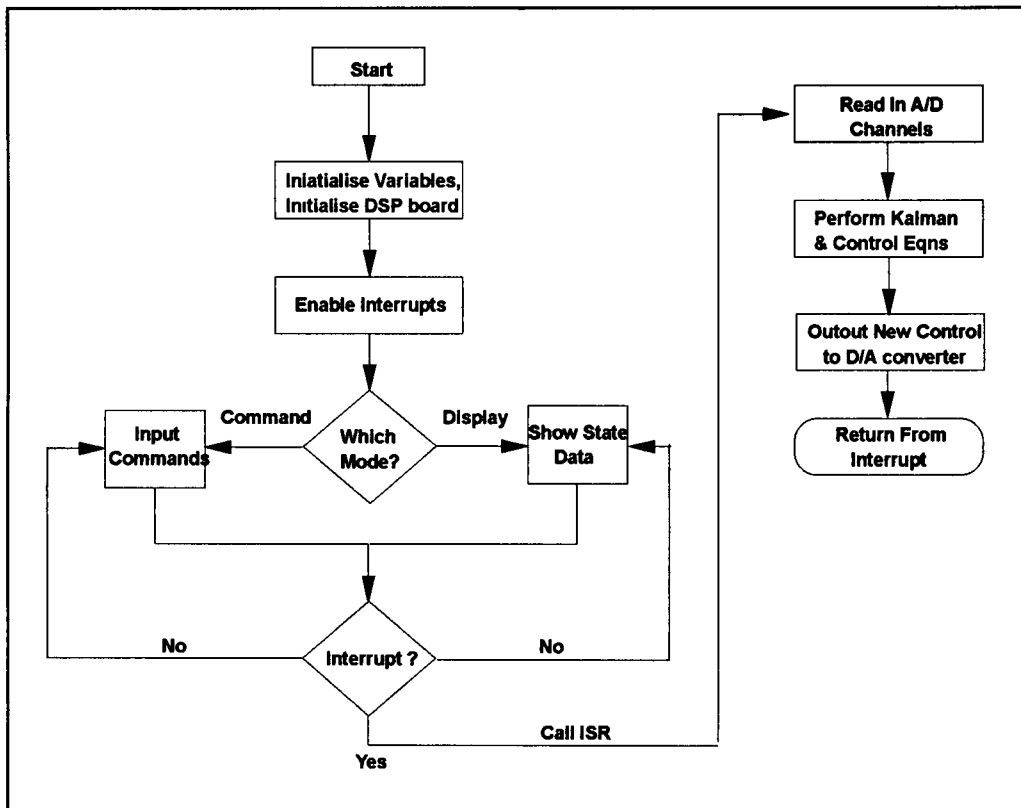 Start
Iniatialise Variables,
Initialise DSP board
Enable Interrupts
Which
Mode?
Command
Display
Input
Commands
Show State
Data
Interrupt ?
No
No
Yes
Call ISR
Read In A/D
Channels
Perform Kalman
& Control Eqns
Outout New Control
to D/A converter
Return From
Interrupt